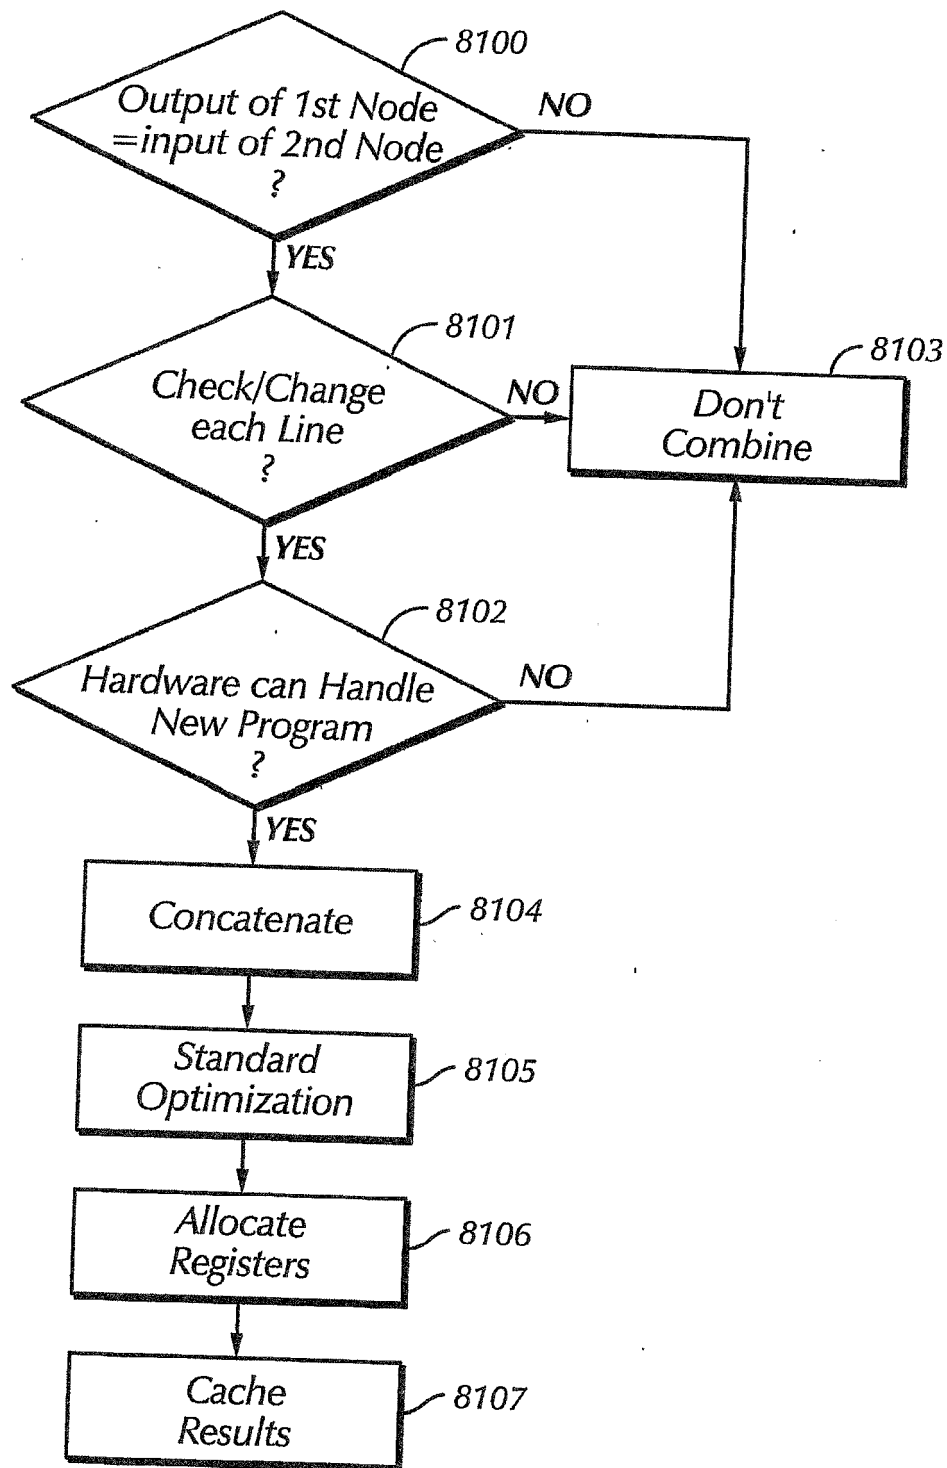 8100
Output of 1st Node
=input of 2nd Node
?
NO
YES
8101
Check/Change
each Line
?
NO
8103
Don't
Combine
YES
8102
Hardware can Handle
New Program
?
NO
YES
Concatenate
8104
Standard
Optimization
8105
Allocate
Registers
8106
Cache
Results
8107